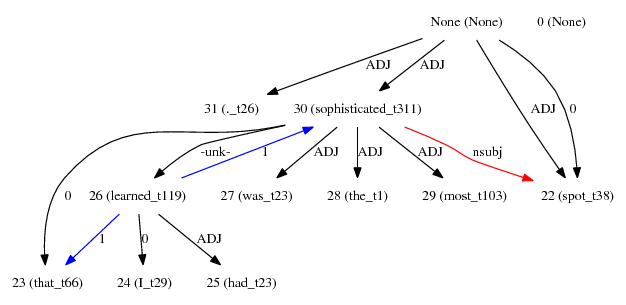 None (None) 0 (None)
ADJ ADJ ADJ 0
31 (._t26) 30 (sophisticated_t311)
0 -unk- 1 ADJ ADJ ADJ nsubj
26 (learned_t119) 27 (was_t23) 28 (the_t1) 29 (most_t103) 22 (spot_t38)
1 0 ADJ
23 (that_t66) 24 (I_t29) 25 (had_t23)